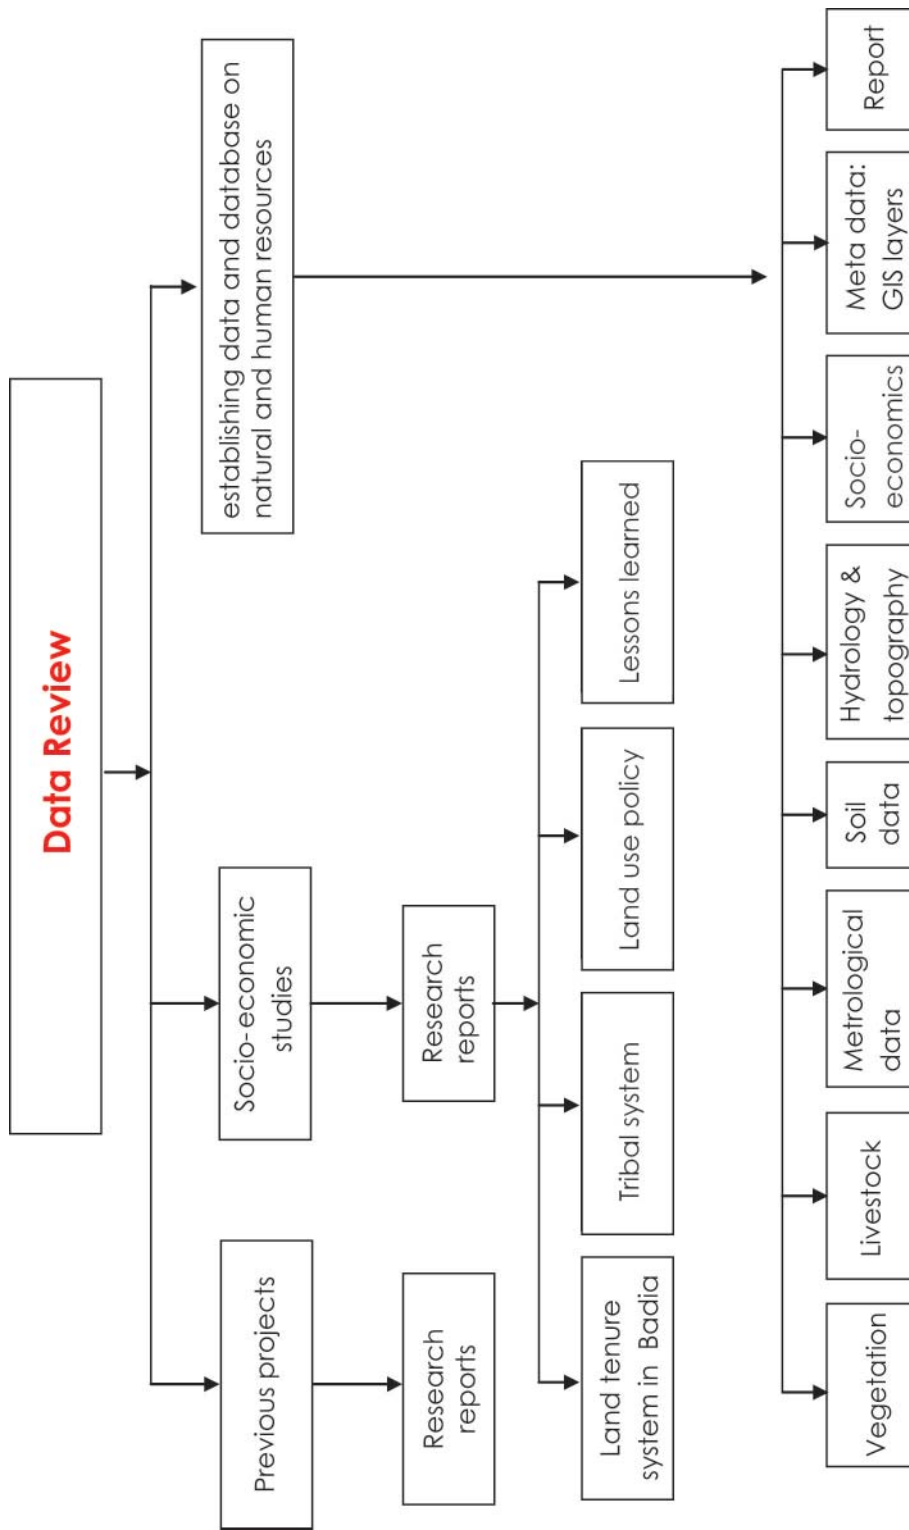 Data Review
Previous projects
Socio-economic
studies
establishing data and database on
natural and human resources
Research
reports
Research
reports
Land tenure
system in Badia
Tribal system
Land use policy
Lessons learned
Vegetation
Livestock
Metrological
data
Soil
data
Hydrology &
topography
Socio-
economics
Meta data:
GIS layers
Report